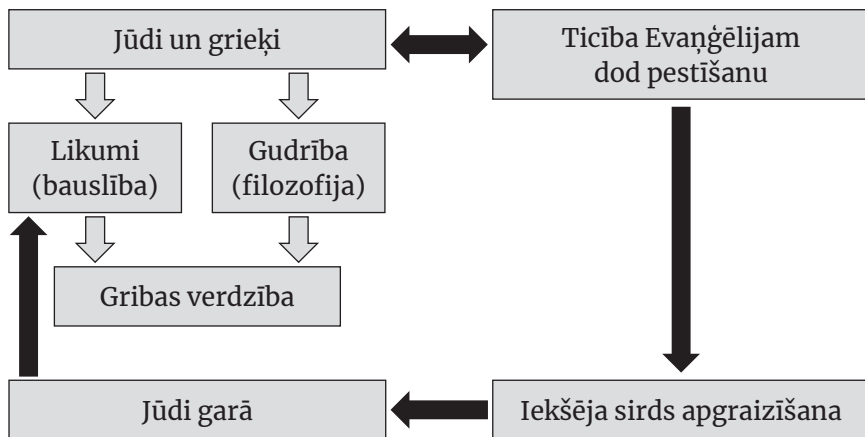 Jūdi un grieķi
Ticība Evaņģēlijam
dod pestīšanu
Likumi
(bauslība)
Gudrība
(filozofija)
Gribas verdzība
Jūdi garā
Iekšēja sirds apgraizīšana